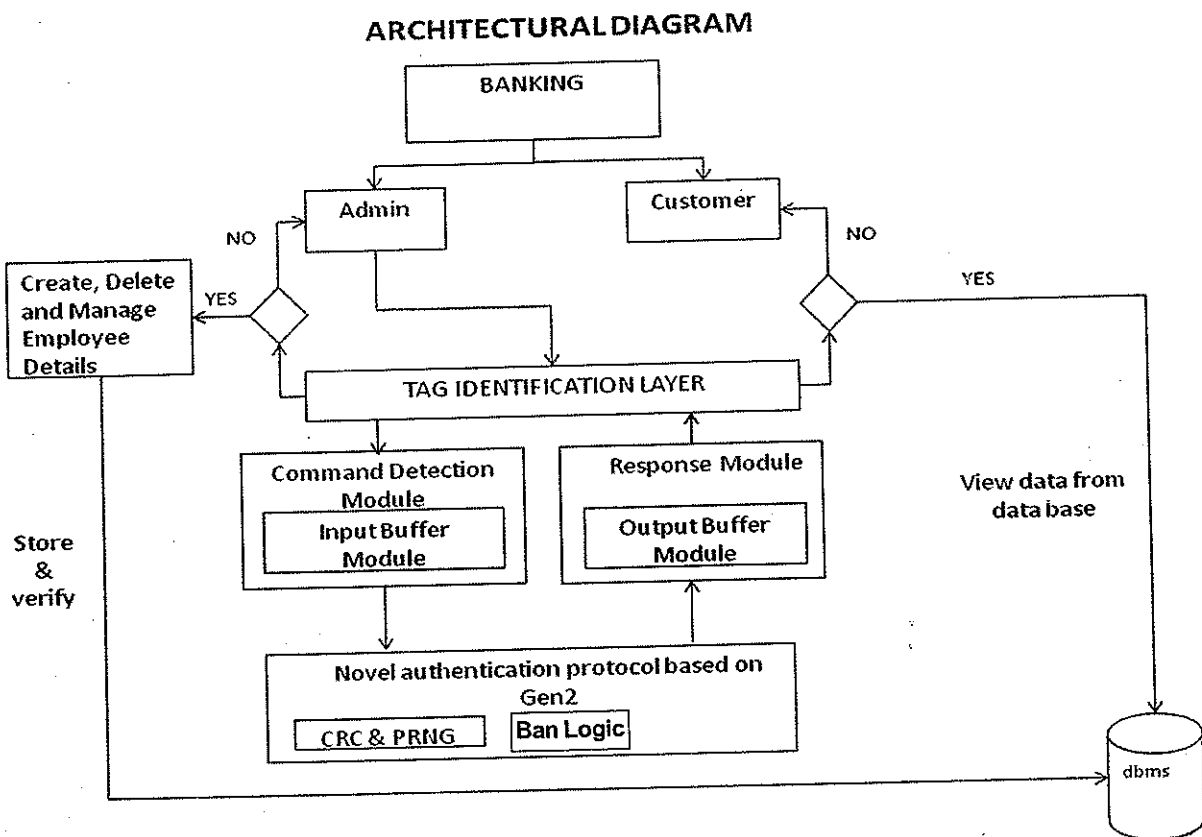 ARCHITECTURAL DIAGRAM
BANKING
Admin
Customer
NO
NO
Create, Delete
and Manage
Employee
Details
YES
YES
TAG IDENTIFICATION LAYER
Command Detection
Module
Input Buffer
Module
Response Module
Output Buffer
Module
View data from
data base
Store
&
verify
Novel authentication protocol based on
Gen2
CRC & PRNG
Ban Logic
dbms